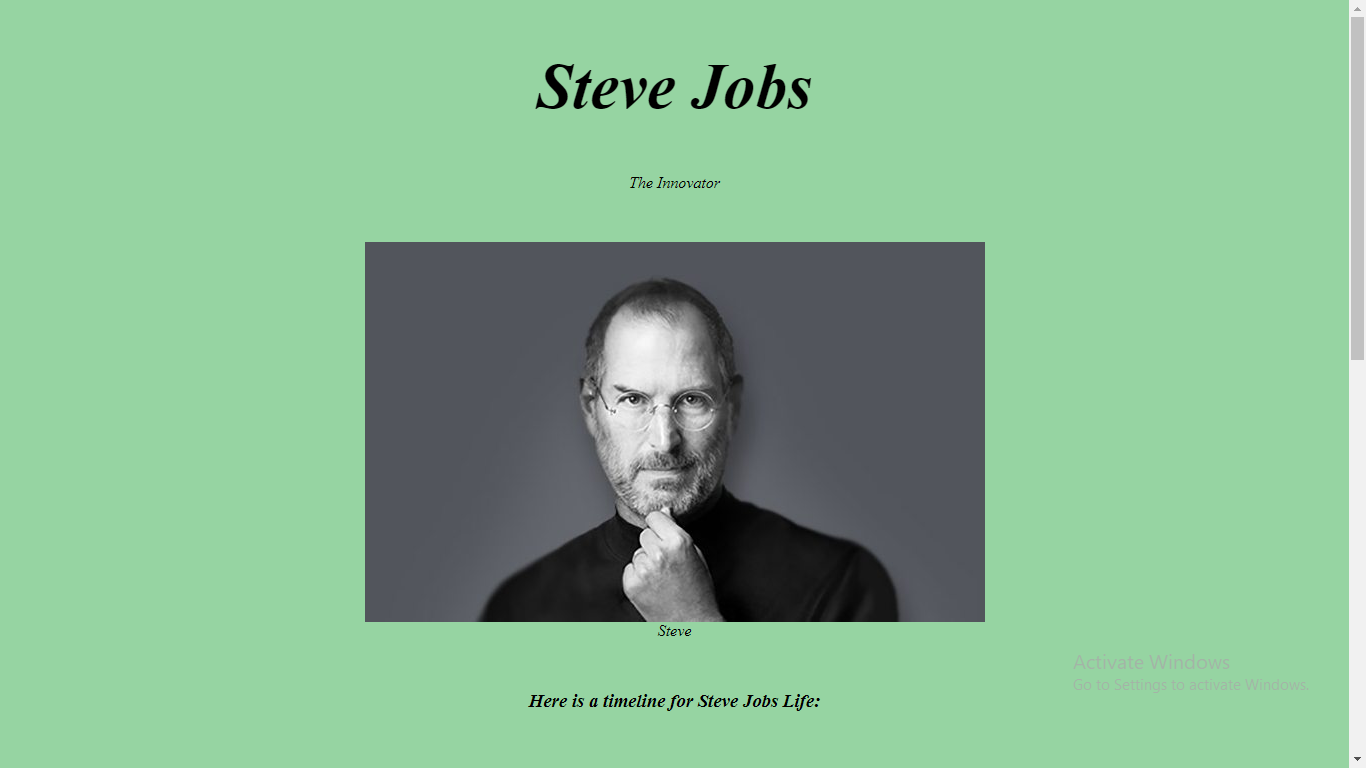 Steve Jobs
The Innovator
Steve
Activate Windows
Go to Settings to activate Windows.
Here is a timeline for Steve Jobs Life: